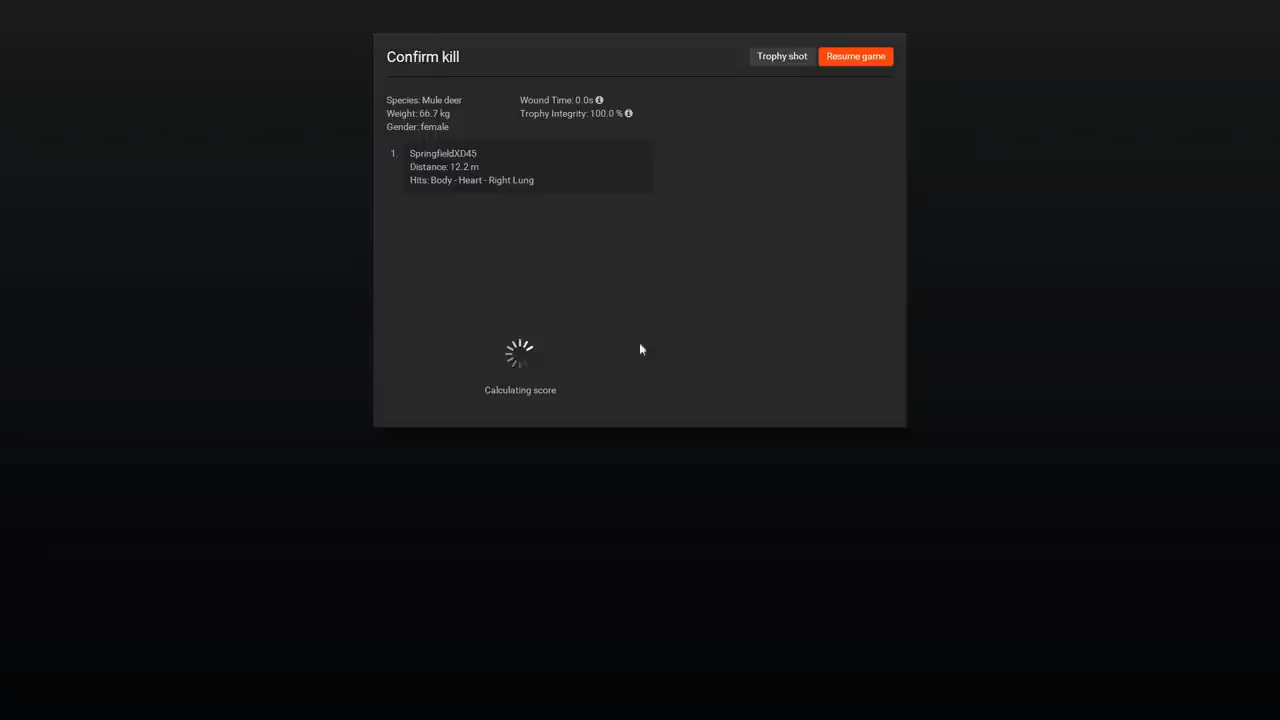 Confirm kill
Trophy shot
Resume game
Species: Mule deer
Weight: 66.7 kg
Gender: female
Wound Time: 0.0s
Trophy Integrity: 100.0 %
1. SpringfieldXD45
Distance: 12.2 m
Hits: Body - Heart - Right Lung
Calculating score